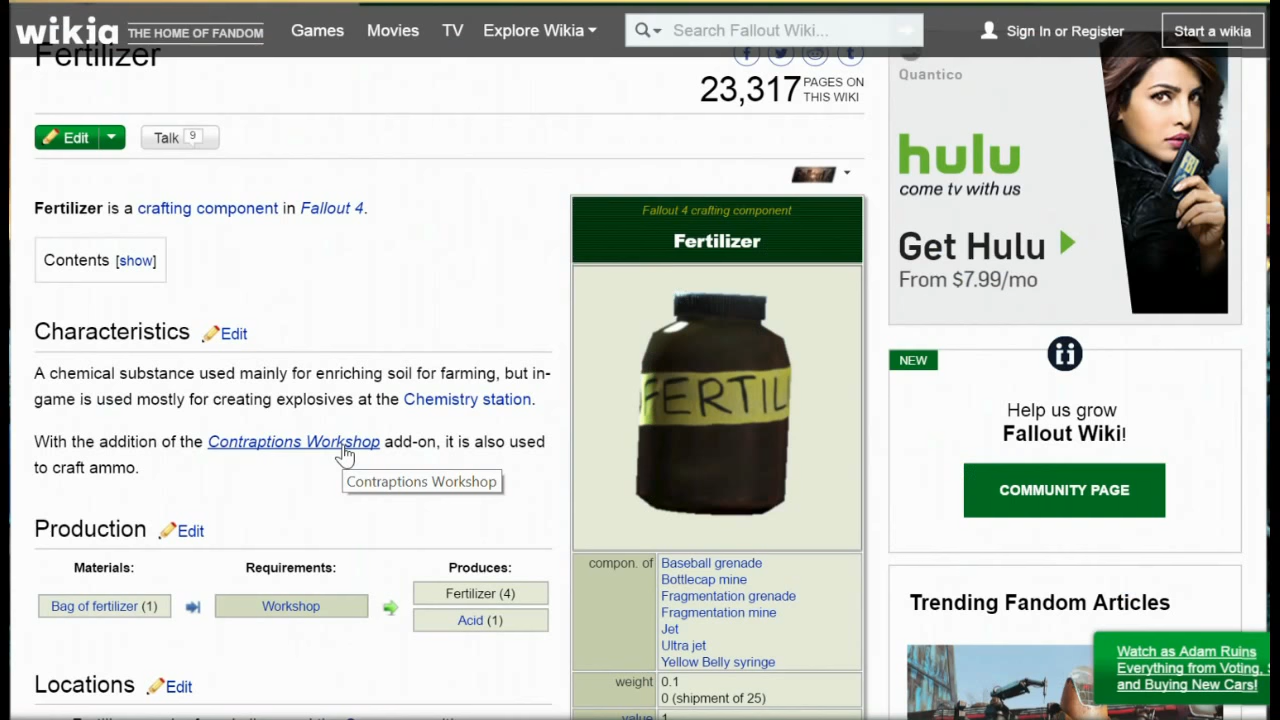 wikia THE HOME OF FANDOM Games Movies TV Explore Wikia Search Fallout Wiki... Sign In or Register Start a wikia
Fertilizer
23,317 PAGES ON THIS WIKI
Edit Talk 9
Fertilizer is a crafting component in Fallout 4.
Contents [show]
Characteristics Edit
A chemical substance used mainly for enriching soil for farming, but in-
game is used mostly for creating explosives at the Chemistry station.
With the addition of the Contraptions Workshop add-on, it is also used
to craft ammo.
Contraptions Workshop
Production Edit
Materials: Requirements: Produces:
Bag of fertilizer (1) Workshop Fertilizer (4)
Acid (1)
Locations Edit
Fallout 4 crafting component
Fertilizer
FERTIL
compon. of Baseball grenade
Bottlecap mine
Fragmentation grenade
Fragmentation mine
Jet
Ultra jet
Yellow Belly syringe
weight 0.1
0 (shipment of 25)
value 1
Quantico
hulu
come tv with us
Get Hulu
From $7.99/mo
NEW
Help us grow
Fallout Wiki!
COMMUNITY PAGE
Trending Fandom Articles
Watch as Adam Ruins
Everything from Voting,
and Buying New Cars!